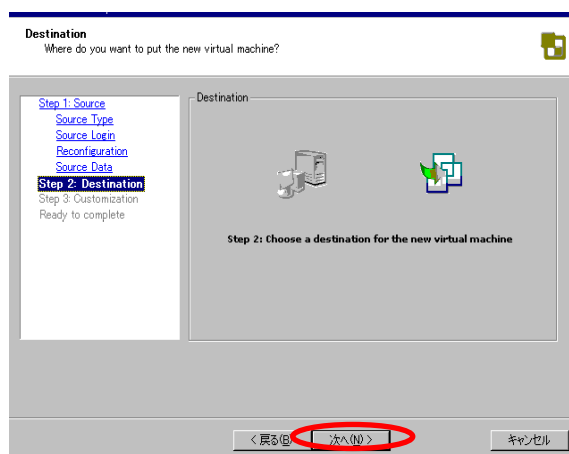 Destination
Where do you want to put the new virtual machine?
Step 1: Source
Source Type
Source Login
Reconfiguration
Source Data
Step 2: Destination
Step 3: Customization
Ready to complete
Destination
Step 2: Choose a destination for the new virtual machine
< 戻る(B)
次へ(N) >
キャンセル